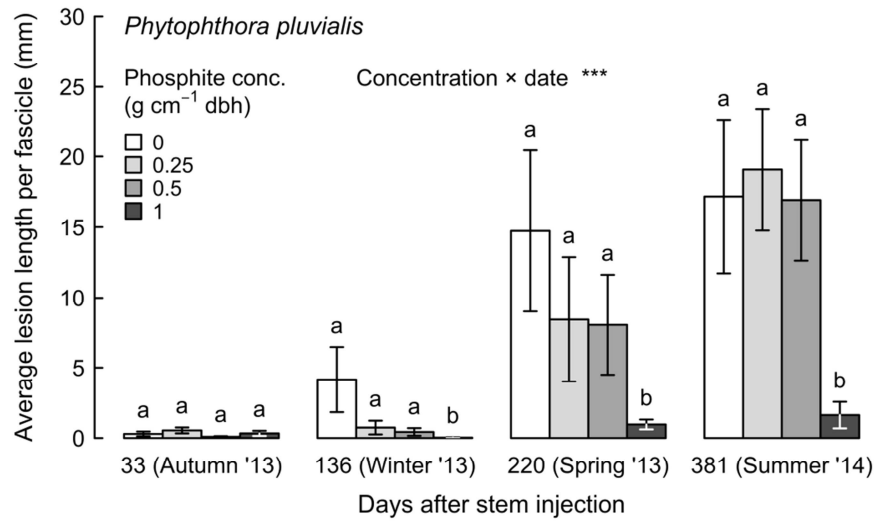 Phytophthora pluvialis
Phosphite conc.
(g cm⁻¹ dbh)
0
0.25
0.5
1
Concentration × date ***
Average lesion length per fascicle (mm)
30
25
20
15
10
5
0
a a a a
a a a b
a a a b
a a a b
33 (Autumn '13) 136 (Winter '13) 220 (Spring '13) 381 (Summer '14)
Days after stem injection